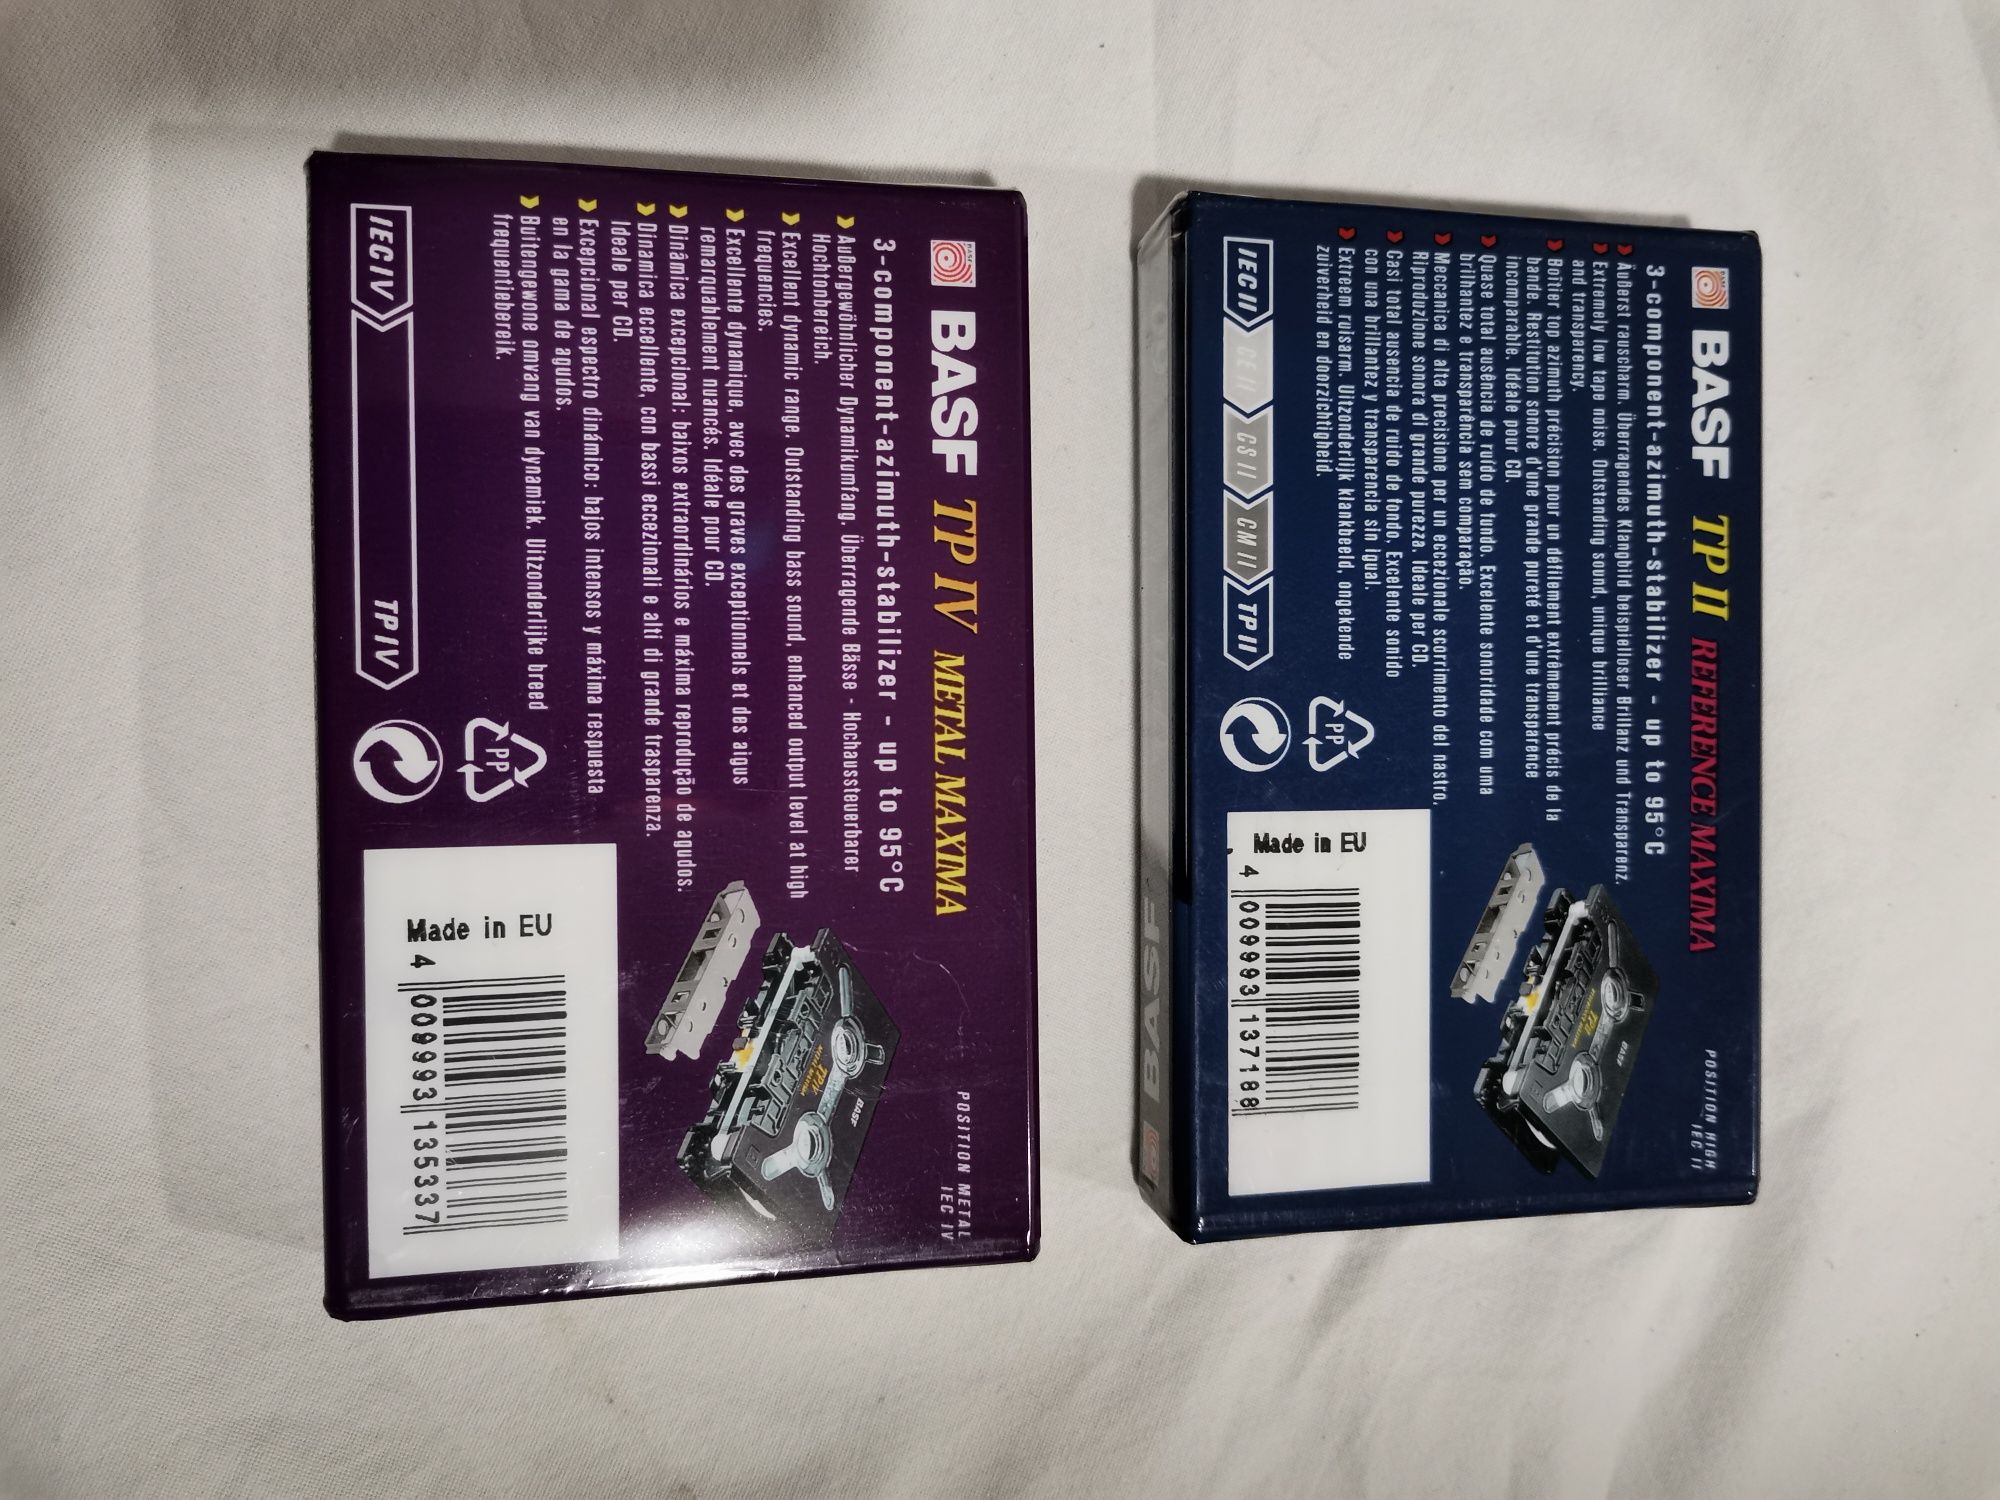 BASF TP II REFERENCE MAXIMA
POSITION HIGH
IEC II
3-component-azimuth-stabilizer - up to 95°C
Äußerst rauscharm. Überragendes Klangbild beispielloser Brillanz und Transparenz.
Extremely low tape noise. Outstanding sound, unique brilliance
and transparency.
Boîtier top azimuth précision pour un défilement extrêmement précis de la
bande. Restitution sonore d'une grande pureté et d'une transparence
incomparable. Idéale pour CD.
Quase total ausência de ruído de fundo. Excelente sonoridade com uma
brilhantez e transparência sem comparação.
Meccanica di alta precisione per un eccezionale scorrimento del nastro.
Riproduzione sonora di grande purezza. Ideale per CD.
Casi total ausencia de ruido de fondo. Excelente sonido
con una brillantez y transparencia sin igual.
Extreem ruisarm. Uitzonderlijk klankbeeld, ongekende
zuiverheid en doorzichtigheid.
IEC II CE II CS II CM II TP II
PP
Made in EU
4 009993 137188
BASF
BASF TP IV METAL MAXIMA
POSITION METAL
IEC IV
3-component-azimuth-stabilizer - up to 95°C
Außergewöhnlicher Dynamikumfang. Überragende Bässe - Hochaussteuerbarer
Hochtonbereich.
Excellent dynamic range. Outstanding bass sound, enhanced output level at high
frequencies.
Excellente dynamique, avec des graves exceptionnels et des aigus
remarquablement nuancés. Idéale pour CD.
Dinâmica excepcional: baixos extraordinários e máxima reprodução de agudos.
Dinamica eccellente, con bassi eccezionali e alti di grande trasparenza.
Ideale per CD.
Excepcional espectro dinámico: bajos intensos y máxima respuesta
en la gama de agudos.
Buitengewone omvang van dynamiek. Uitzonderlijke breed
frequentiebereik.
IEC IV TP IV
PP
Made in EU
4 009993 135337